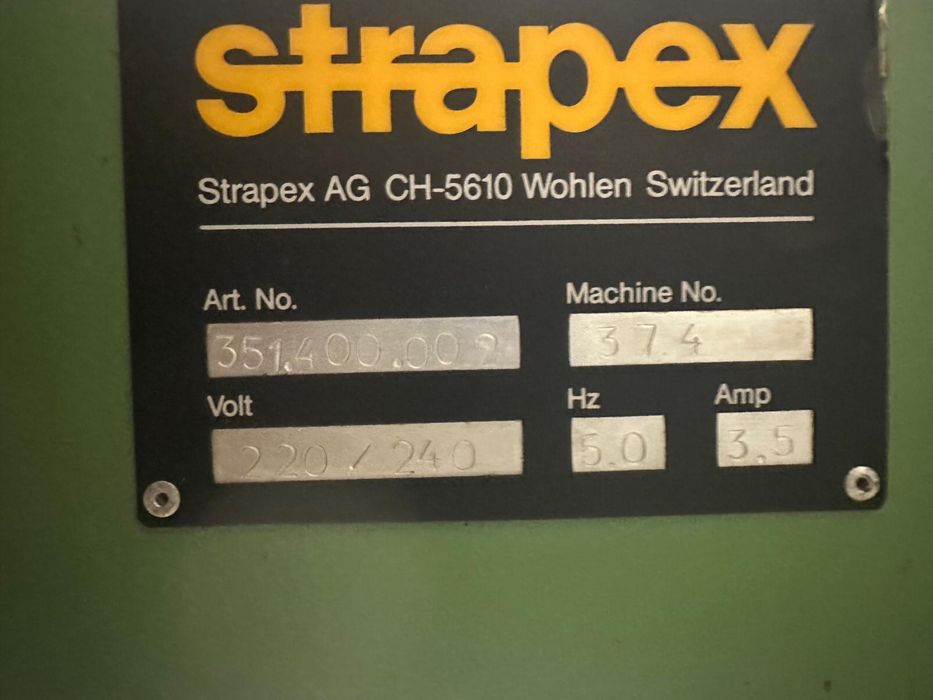 strapex
Strapex AG CH-5610 Wohlen Switzerland
Art. No.
351.400.009
Machine No.
374
Volt
220/240
Hz
50
Amp
3,5